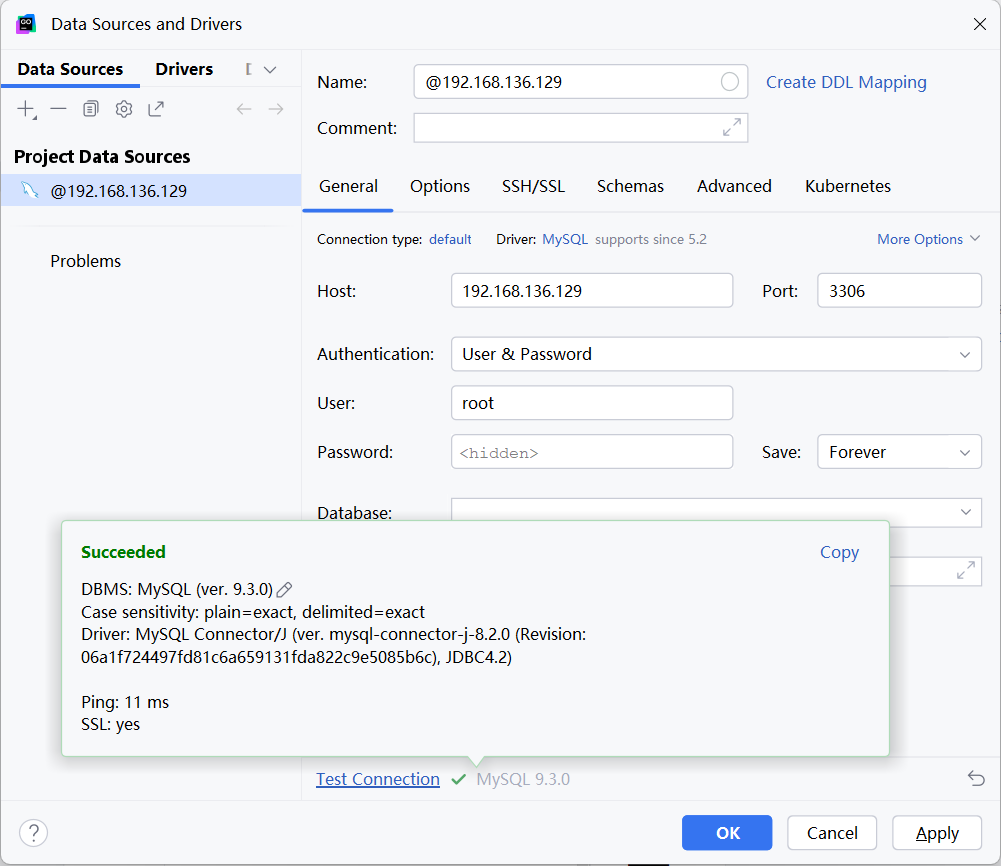 Data Sources and Drivers
Data Sources
Drivers
Name:
@192.168.136.129
Create DDL Mapping
Comment:
Project Data Sources
@192.168.136.129
Problems
General
Options
SSH/SSL
Schemas
Advanced
Kubernetes
Connection type: default
Driver: MySQL supports since 5.2
More Options
Host:
192.168.136.129
Port:
3306
Authentication:
User & Password
User:
root
Password:
<hidden>
Save:
Forever
Database:
Succeeded
Copy
DBMS: MySQL (ver. 9.3.0)
Case sensitivity: plain=exact, delimited=exact
Driver: MySQL Connector/J (ver. mysql-connector-j-8.2.0 (Revision:
06a1f724497fd81c6a659131fda822c9e5085b6c), JDBC4.2)
Ping: 11 ms
SSL: yes
Test Connection
MySQL 9.3.0
?
OK
Cancel
Apply